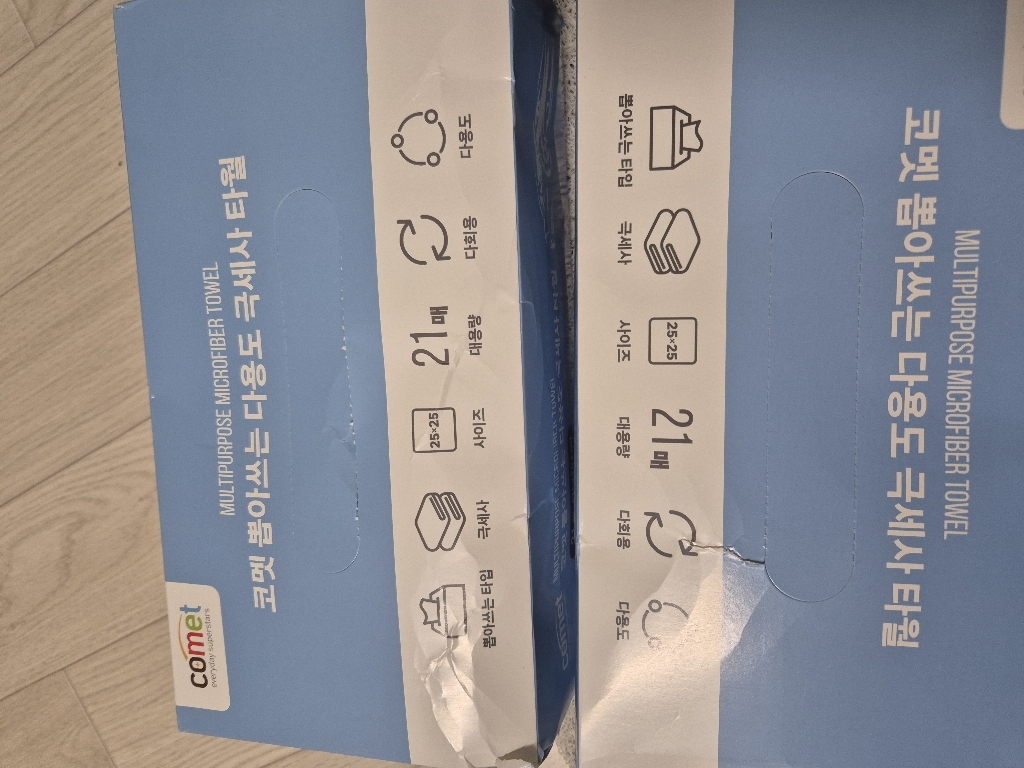 comet
everyday superstars
MULTIPURPOSE MICROFIBER TOWEL
코멧 뽑아쓰는 다용도 극세사 타월
뽑아쓰는 타입
극세사
25×25
사이즈
21매
대용량
다회용
다용도
코멧 뽑아쓰는 다용도 극세사 타월
MULTIPURPOSE MICROFIBER TOWEL
뽑아쓰는 타입
극세사
25×25
사이즈
21매
대용량
다회용
다용도
comet